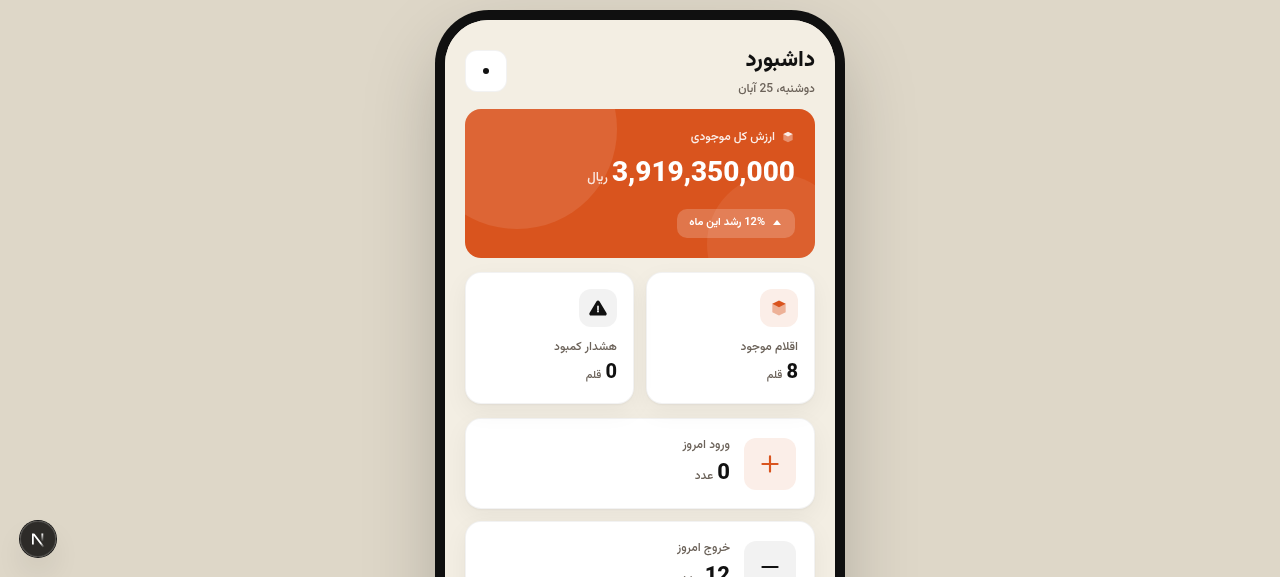 داشبورد
دوشنبه، 25 آبان
ارزش کل موجودی
3,919,350,000 ریال
12% رشد این ماه
اقلام موجود
8 قلم
هشدار کمبود
0 قلم
ورود امروز
0 عدد
خروج امروز
12
N